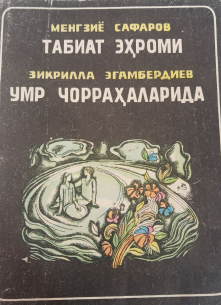 МЕНГЗИЁ САФАРОВ
ТАБИАТ ЭҲРОМИ
ЗИКРИЛЛА ЭГАМБЕРДИЕВ
УМР ЧОРРАҲАЛАРИДА